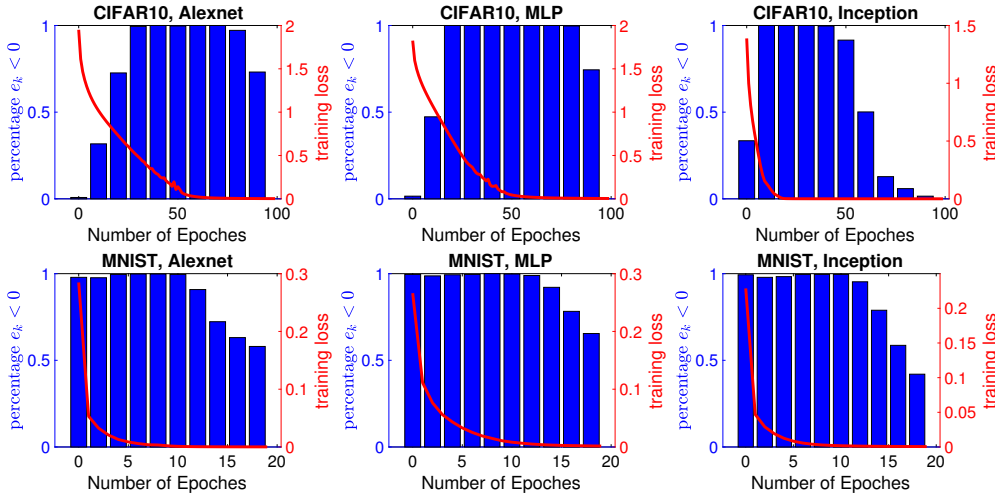 CIFAR10, Alexnet
percentage e_k < 0
1
0.5
0
2
1.5
1
0.5
0
training loss
0 50 100
Number of Epoches
CIFAR10, MLP
percentage e_k < 0
1
0.5
0
2
1.5
1
0.5
0
training loss
0 50 100
Number of Epoches
CIFAR10, Inception
percentage e_k < 0
1
0.5
0
1.5
1
0.5
0
training loss
0 50 100
Number of Epoches
MNIST, Alexnet
percentage e_k < 0
1
0.5
0
0.3
0.2
0.1
0
training loss
0 5 10 15 20
Number of Epoches
MNIST, MLP
percentage e_k < 0
1
0.5
0
0.3
0.2
0.1
0
training loss
0 5 10 15 20
Number of Epoches
MNIST, Inception
percentage e_k < 0
1
0.5
0
0.2
0.15
0.1
0.05
0
training loss
0 5 10 15 20
Number of Epoches